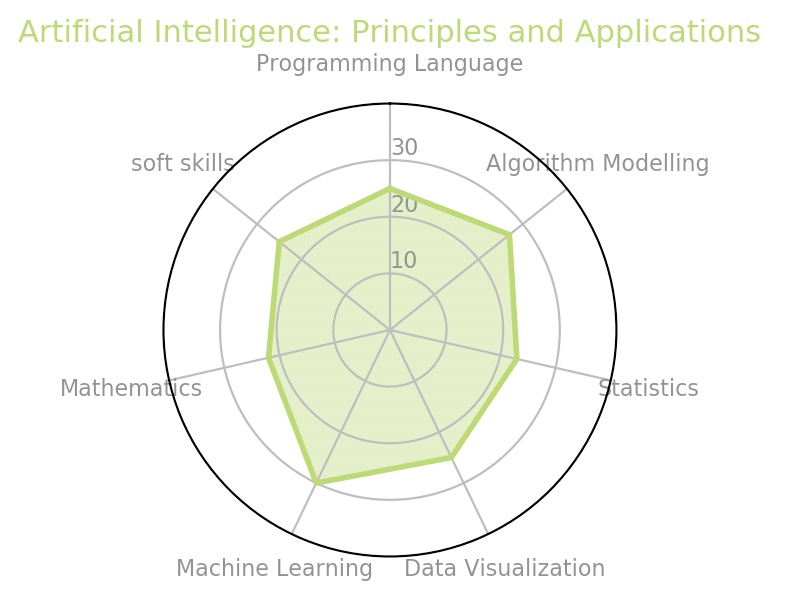 Artificial Intelligence: Principles and Applications
Programming Language
30
soft skills
Algorithm Modelling
20
10
Mathematics
Statistics
Machine Learning
Data Visualization